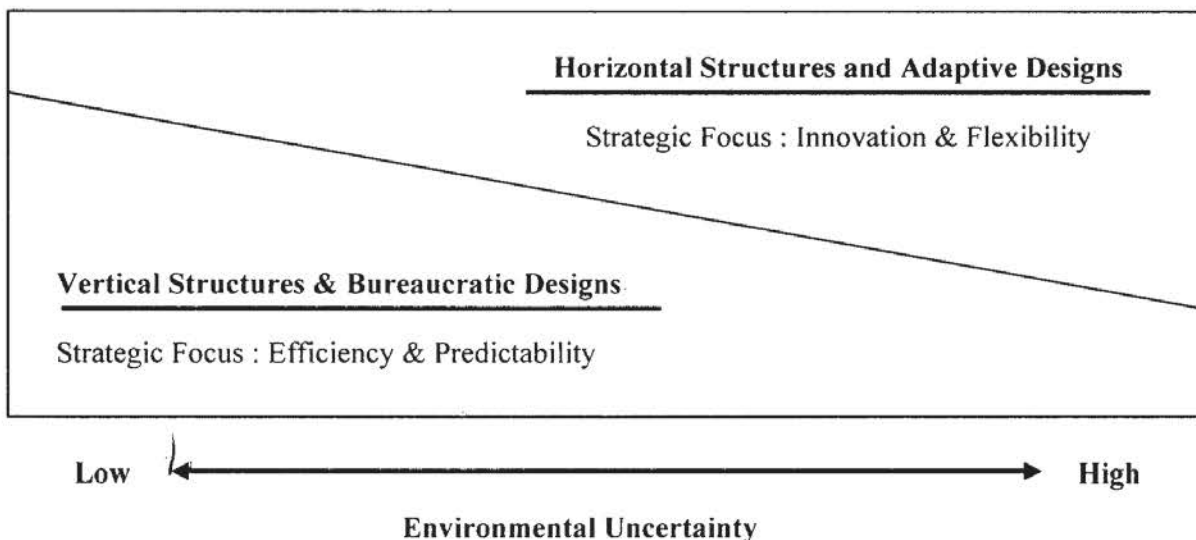 Horizontal Structures and Adaptive Designs
Strategic Focus : Innovation & Flexibility
Vertical Structures & Bureaucratic Designs
Strategic Focus : Efficiency & Predictability
Low
High
Environmental Uncertainty